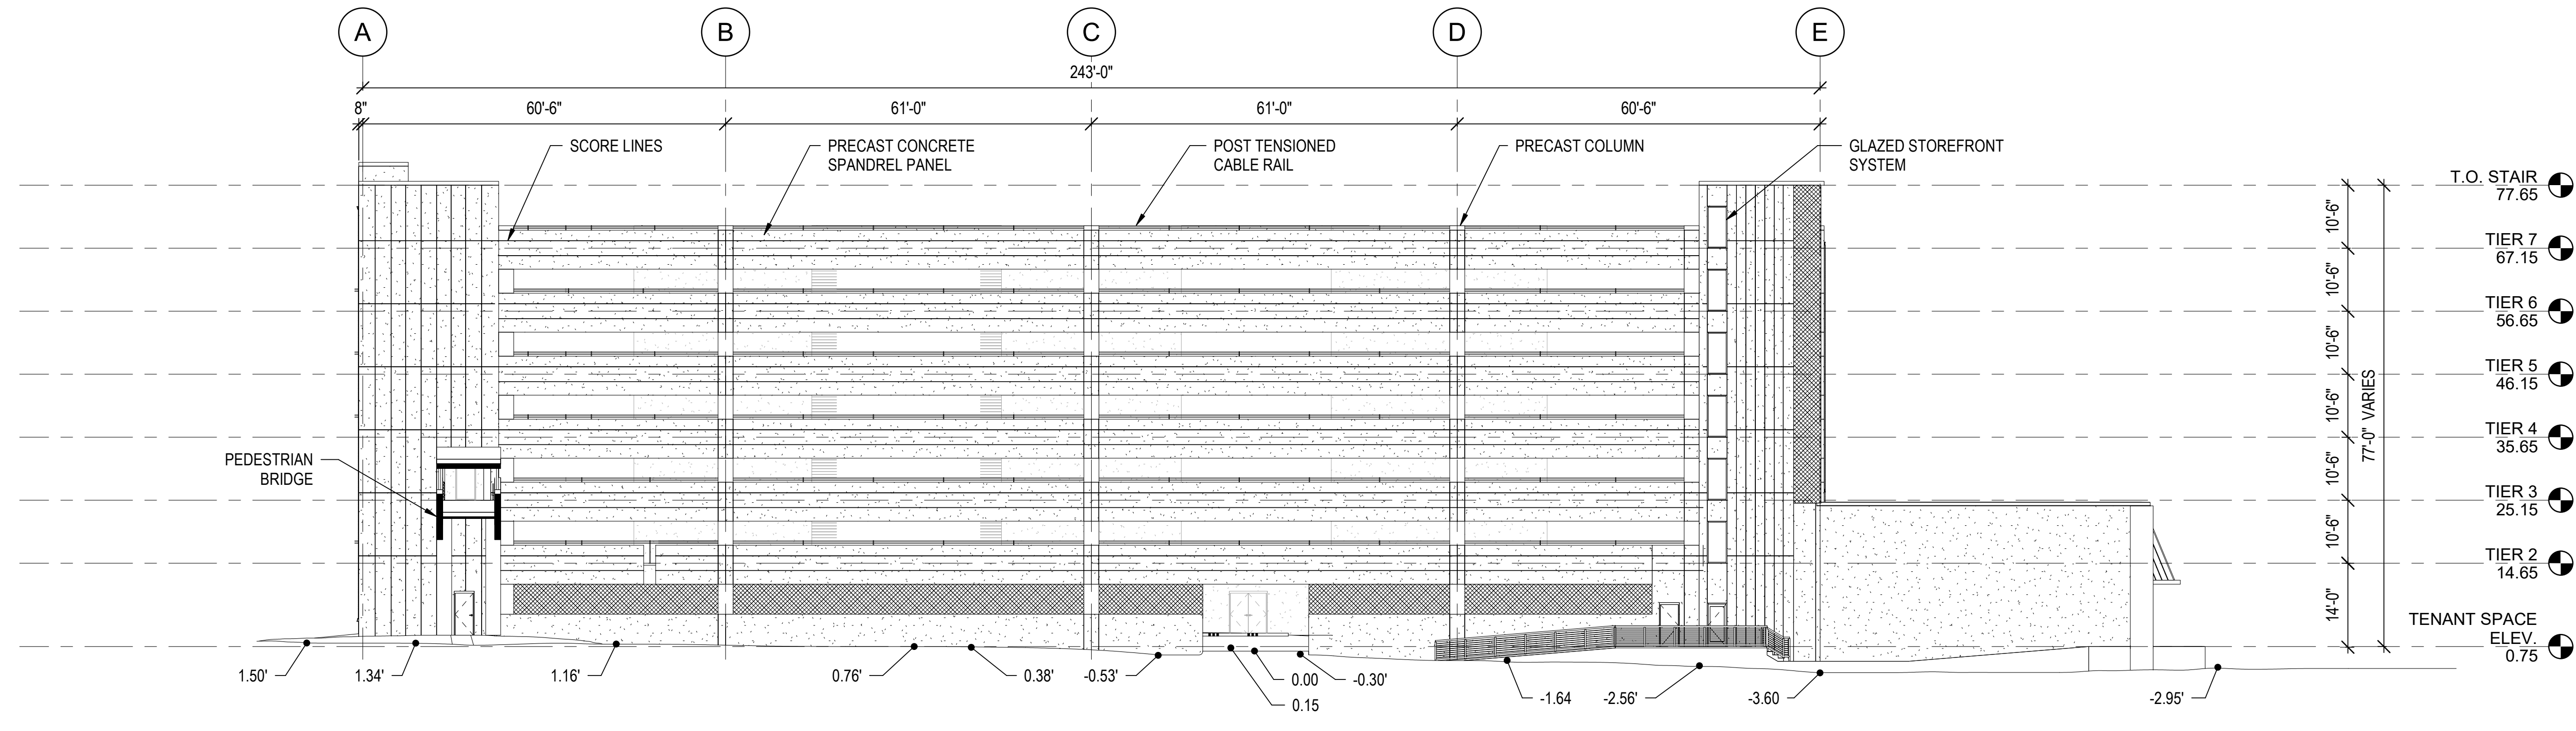 A
B
C
D
E
243'-0"
8"
60'-6"
61'-0"
61'-0"
60'-6"
SCORE LINES
PRECAST CONCRETE
SPANDREL PANEL
POST TENSIONED
CABLE RAIL
PRECAST COLUMN
GLAZED STOREFRONT
SYSTEM
T.O. STAIR
77.65
10'-6"
TIER 7
67.15
10'-6"
TIER 6
56.65
10'-6"
TIER 5
46.15
10'-6"
77'-0" VARIES
TIER 4
35.65
10'-6"
PEDESTRIAN
BRIDGE
TIER 3
25.15
10'-6"
TIER 2
14.65
14'-0"
TENANT SPACE
ELEV.
0.75
1.50'
1.34'
1.16'
0.76'
0.38'
-0.53'
0.00
0.15
-0.30'
-1.64
-2.56'
-3.60
-2.95'